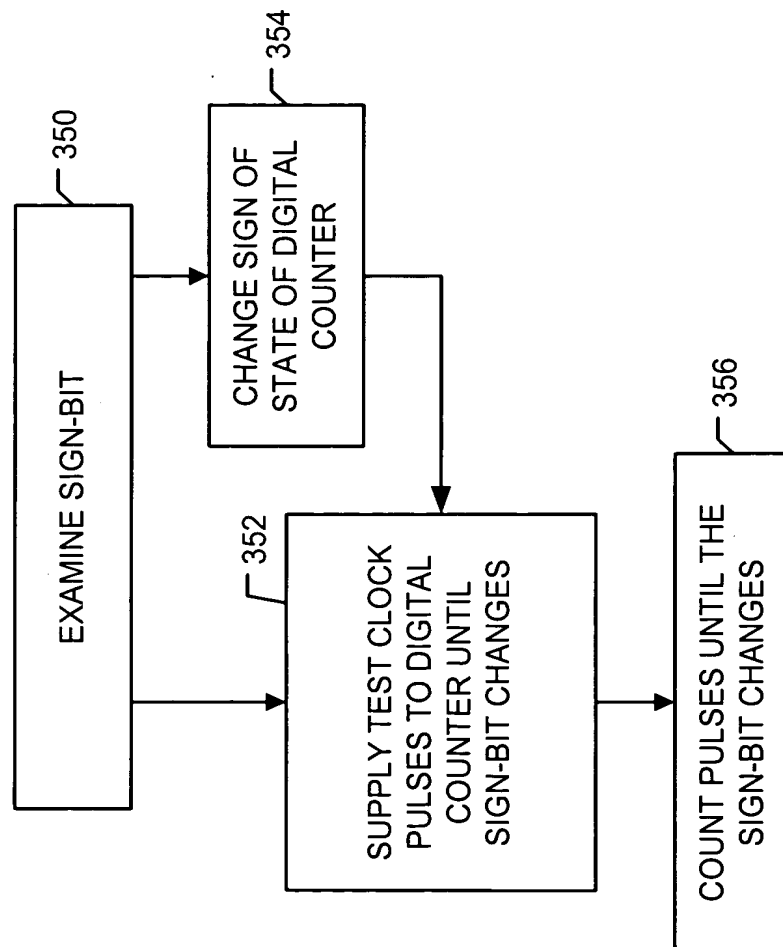 350
EXAMINE SIGN-BIT
354
CHANGE SIGN OF
STATE OF DIGITAL
COUNTER
352
SUPPLY TEST CLOCK
PULSES TO DIGITAL
COUNTER UNTIL
SIGN-BIT CHANGES
356
COUNT PULSES UNTIL THE
SIGN-BIT CHANGES